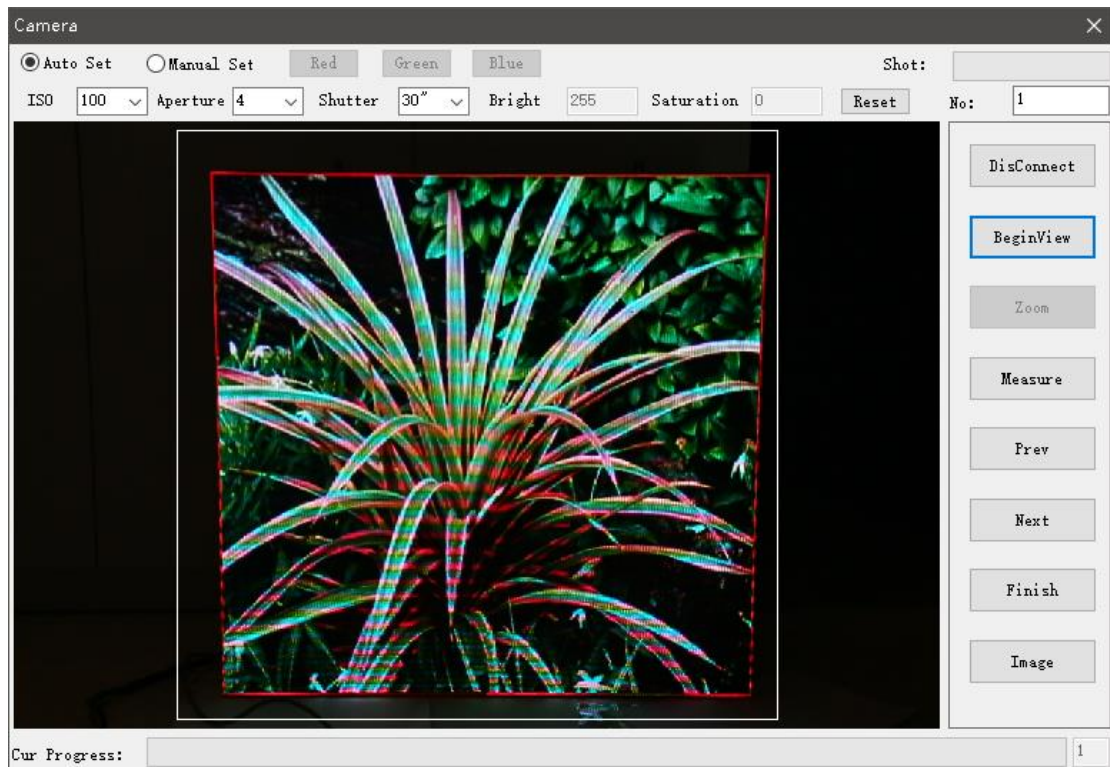 Camera
Auto Set Manual Set Red Green Blue Shot:
ISO 100 Aperture 4 Shutter 30" Bright 255 Saturation 0 Reset No: 1
DisConnect
BeginView
Zoom
Measure
Prev
Next
Finish
Image
Cur Progress: 1